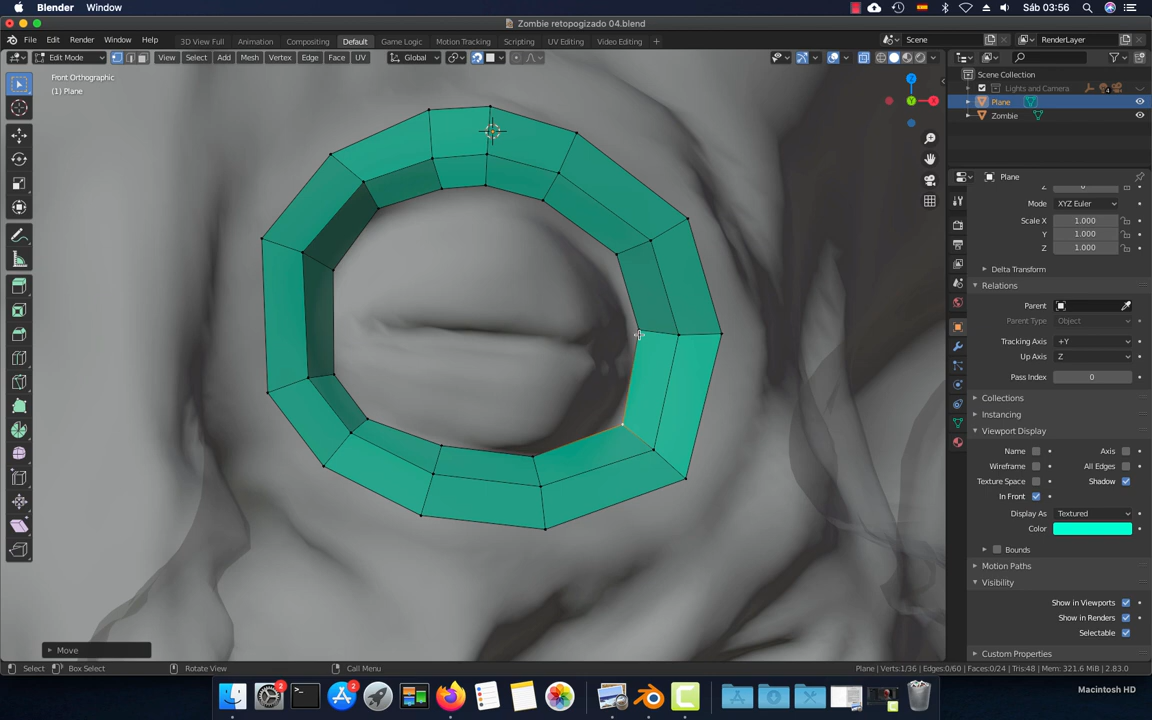 Blender Window Sáb 03:56
Zombie retopogizado 04.blend
File Edit Render Window Help 3D View Full Animation Compositing Default Game Logic Motion Tracking Scripting UV Editing Video Editing + Scene RenderLayer
Edit Mode View Select Add Mesh Vertex Edge Face UV Global
Front Orthographic
(1) Plane
Scene Collection
Lights and Camera 4
Plane
Zombie
Plane
Z 0°
Mode XYZ Euler
Scale X 1.000
Y 1.000
Z 1.000
Delta Transform
Relations
Parent
Parent Type Object
Tracking Axis +Y
Up Axis Z
Pass Index 0
Collections
Instancing
Viewport Display
Name Axis
Wireframe All Edges
Texture Space Shadow
In Front
Display As Textured
Color
Bounds
Motion Paths
Visibility
Show in Viewports
Show in Renders
Selectable
Custom Properties
Move
Select Box Select Rotate View Call Menu Plane | Verts:1/36 | Edges:0/60 | Faces:0/24 | Tris:48 | Mem: 321.6 MiB | 2.83.0
Macintosh HD